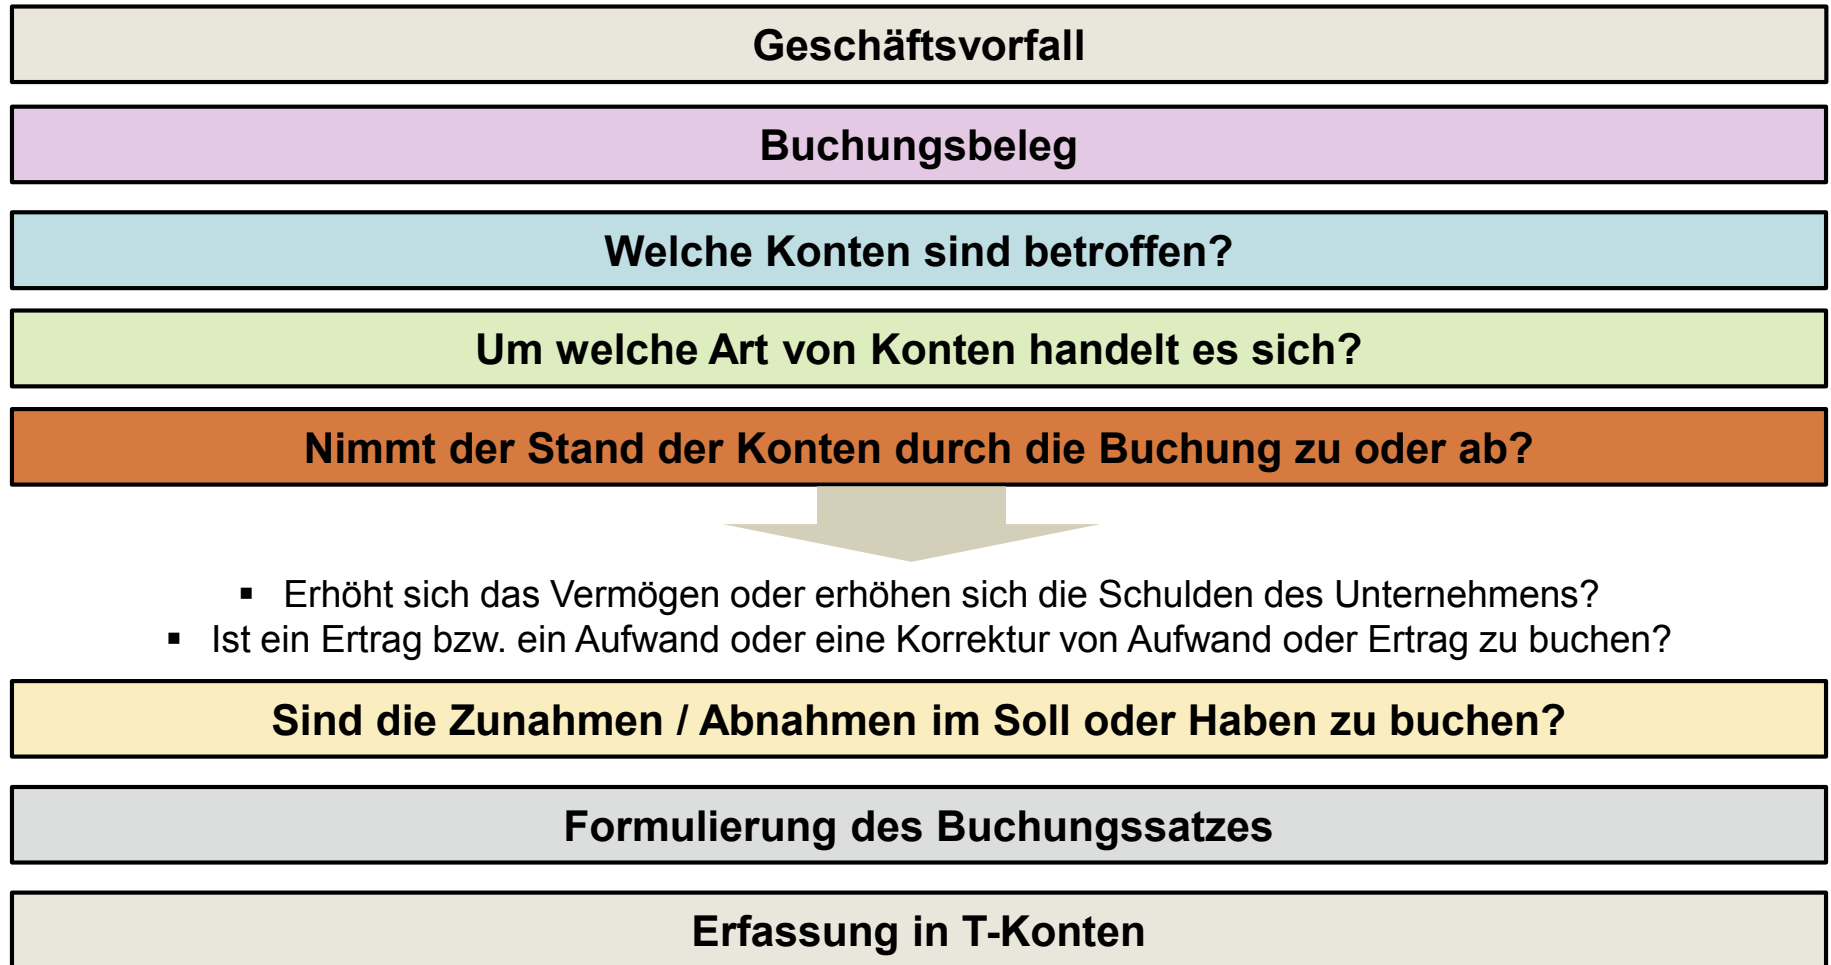 Geschäftsvorfall
Buchungsbeleg
Welche Konten sind betroffen?
Um welche Art von Konten handelt es sich?
Nimmt der Stand der Konten durch die Buchung zu oder ab?
▪ Erhöht sich das Vermögen oder erhöhen sich die Schulden des Unternehmens?
▪ Ist ein Ertrag bzw. ein Aufwand oder eine Korrektur von Aufwand oder Ertrag zu buchen?
Sind die Zunahmen / Abnahmen im Soll oder Haben zu buchen?
Formulierung des Buchungssatzes
Erfassung in T-Konten